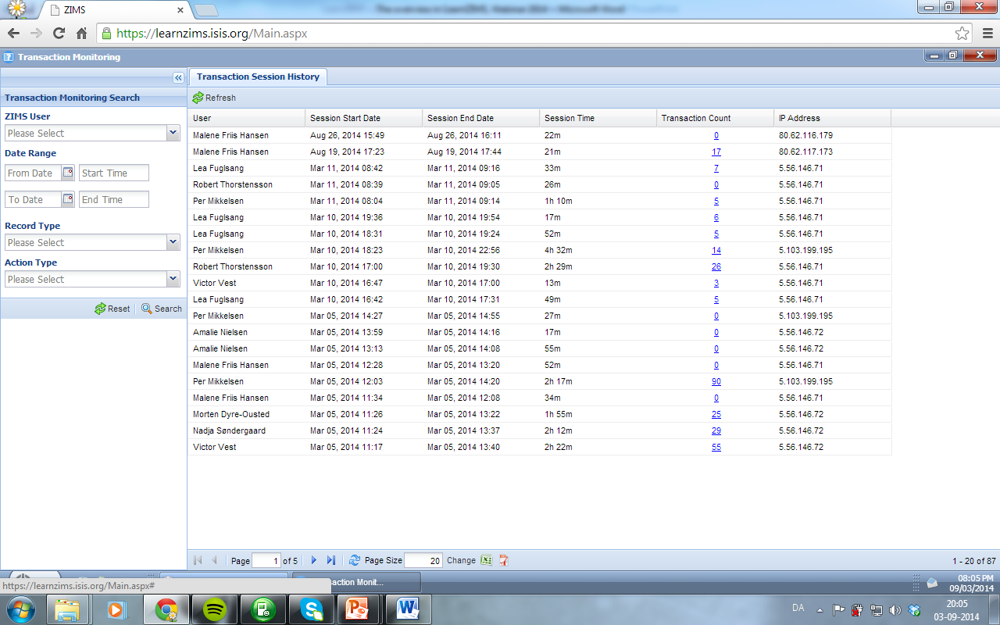 ZIMS
https://learnzims.isis.org/Main.aspx
Transaction Monitoring
Transaction Session History
Transaction Monitoring Search
Refresh
ZIMS User
Please Select
Date Range
From Date Start Time
To Date End Time
Record Type
Please Select
Action Type
Please Select
Reset Search
User Session Start Date Session End Date Session Time Transaction Count IP Address
Malene Friis Hansen Aug 26, 2014 15:49 Aug 26, 2014 16:11 22m 0 80.62.116.179
Malene Friis Hansen Aug 19, 2014 17:23 Aug 19, 2014 17:44 21m 17 80.62.117.173
Lea Fuglsang Mar 11, 2014 08:42 Mar 11, 2014 09:16 33m 7 5.56.146.71
Robert Thorstensson Mar 11, 2014 08:39 Mar 11, 2014 09:05 26m 0 5.56.146.71
Per Mikkelsen Mar 11, 2014 08:04 Mar 11, 2014 09:14 1h 10m 5 5.56.146.71
Lea Fuglsang Mar 10, 2014 19:36 Mar 10, 2014 19:54 17m 6 5.56.146.71
Lea Fuglsang Mar 10, 2014 18:31 Mar 10, 2014 19:24 52m 5 5.56.146.71
Per Mikkelsen Mar 10, 2014 18:23 Mar 10, 2014 22:56 4h 32m 14 5.103.199.195
Robert Thorstensson Mar 10, 2014 17:00 Mar 10, 2014 19:30 2h 29m 26 5.56.146.71
Victor Vest Mar 10, 2014 16:47 Mar 10, 2014 17:00 13m 3 5.56.146.71
Lea Fuglsang Mar 10, 2014 16:42 Mar 10, 2014 17:31 49m 5 5.56.146.71
Per Mikkelsen Mar 05, 2014 14:27 Mar 05, 2014 14:55 27m 0 5.103.199.195
Amalie Nielsen Mar 05, 2014 13:59 Mar 05, 2014 14:16 17m 0 5.56.146.72
Amalie Nielsen Mar 05, 2014 13:13 Mar 05, 2014 14:08 55m 0 5.56.146.72
Malene Friis Hansen Mar 05, 2014 12:28 Mar 05, 2014 13:20 52m 0 5.56.146.71
Per Mikkelsen Mar 05, 2014 12:03 Mar 05, 2014 14:20 2h 17m 90 5.103.199.195
Malene Friis Hansen Mar 05, 2014 11:34 Mar 05, 2014 12:08 34m 0 5.56.146.71
Morten Dyre-Ousted Mar 05, 2014 11:26 Mar 05, 2014 13:22 1h 55m 25 5.56.146.72
Nadja Søndergaard Mar 05, 2014 11:24 Mar 05, 2014 13:37 2h 12m 29 5.56.146.72
Victor Vest Mar 05, 2014 11:17 Mar 05, 2014 13:40 2h 22m 55 5.56.146.72
Page 1 of 5 Page Size 20 Change 1 - 20 of 87
https://learnzims.isis.org/Main.aspx# action Monit... 08:05 PM
09/03/2014
DA 20:05
03-09-2014